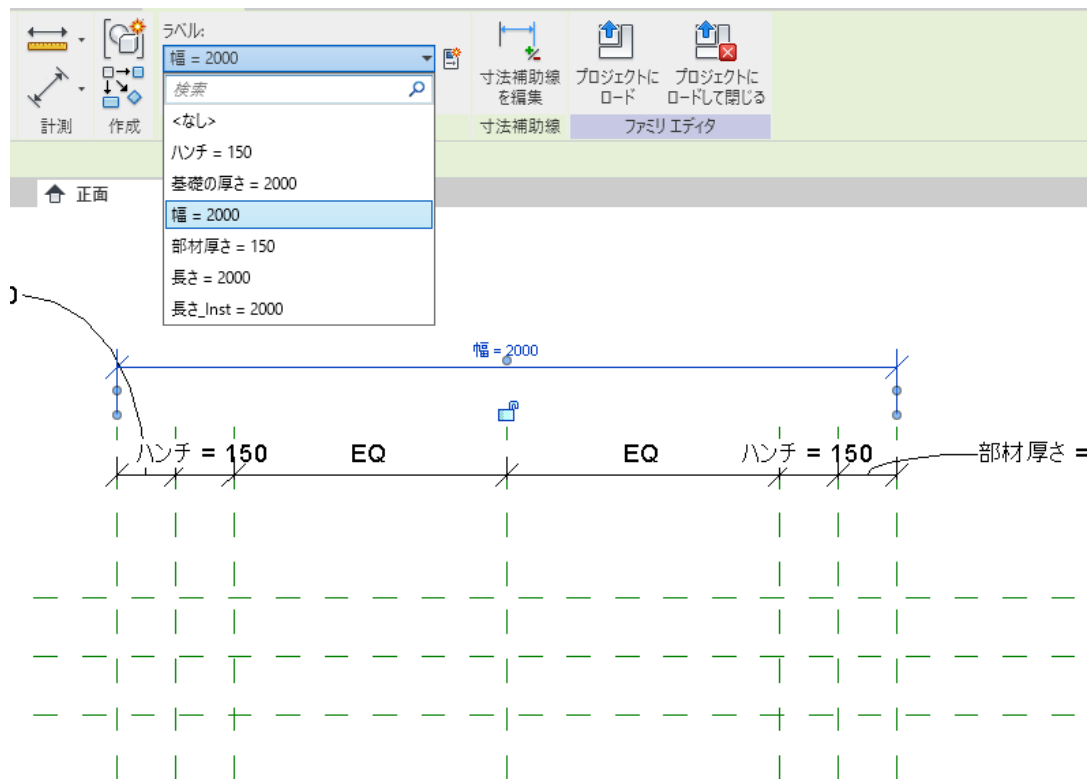 ラベル:
幅 = 2000
検索
<なし>
ハンチ = 150
基礎の厚さ = 2000
幅 = 2000
部材厚さ = 150
長さ = 2000
長さ_Inst = 2000
計測
作成
寸法補助線
を編集
プロジェクトに
ロード
プロジェクトに
ロードして閉じる
寸法補助線
ファミリ エディタ
正面
幅 = 2000
ハンチ = 150
EQ
EQ
ハンチ = 150
部材厚さ =